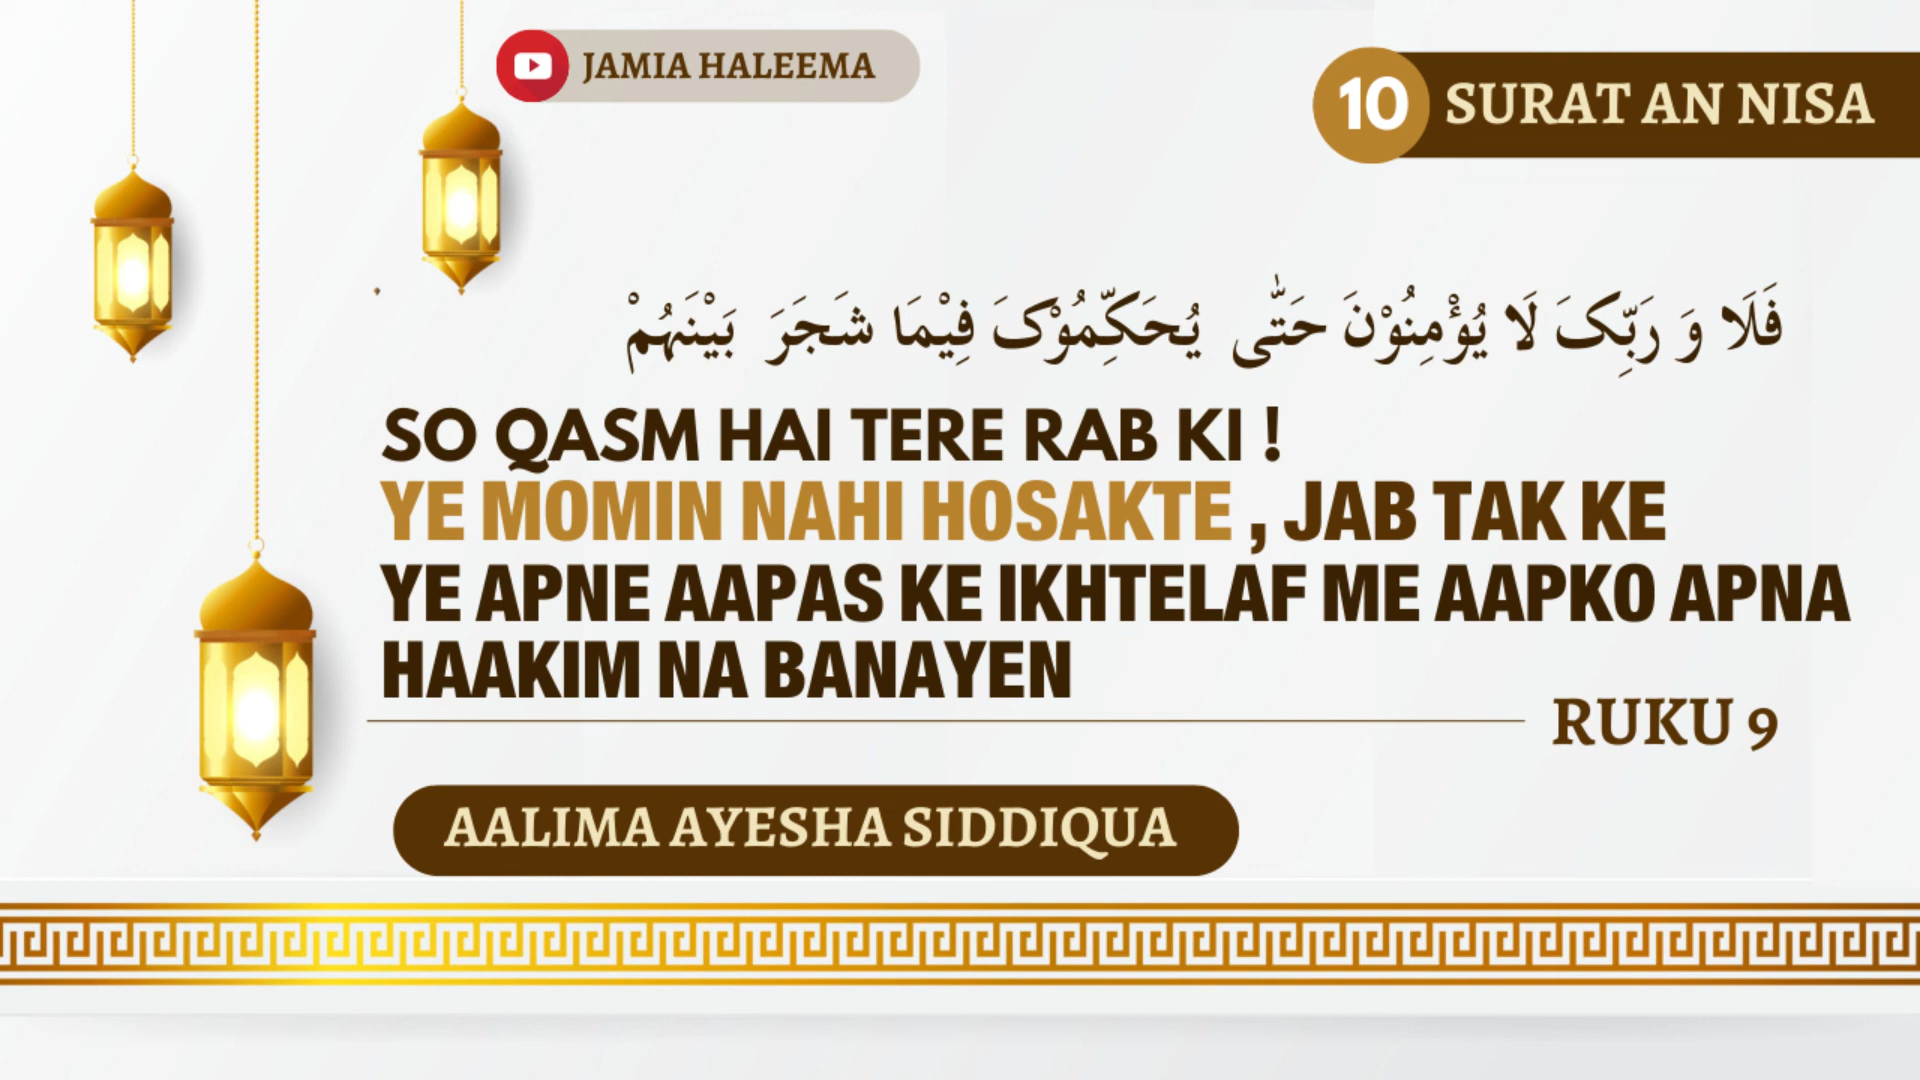 JAMIA HALEEMA
10 SURAT AN NISA
فَلَا وَ رَبِّکَ لَا یُؤْمِنُوْنَ حَتّٰی یُحَکِّمُوْکَ فِیْمَا شَجَرَ بَیْنَہُمْ
SO QASM HAI TERE RAB KI !
YE MOMIN NAHI HOSAKTE , JAB TAK KE
YE APNE AAPAS KE IKHTELAF ME AAPKO APNA
HAAKIM NA BANAYEN
RUKU 9
AALIMA AYESHA SIDDIQUA